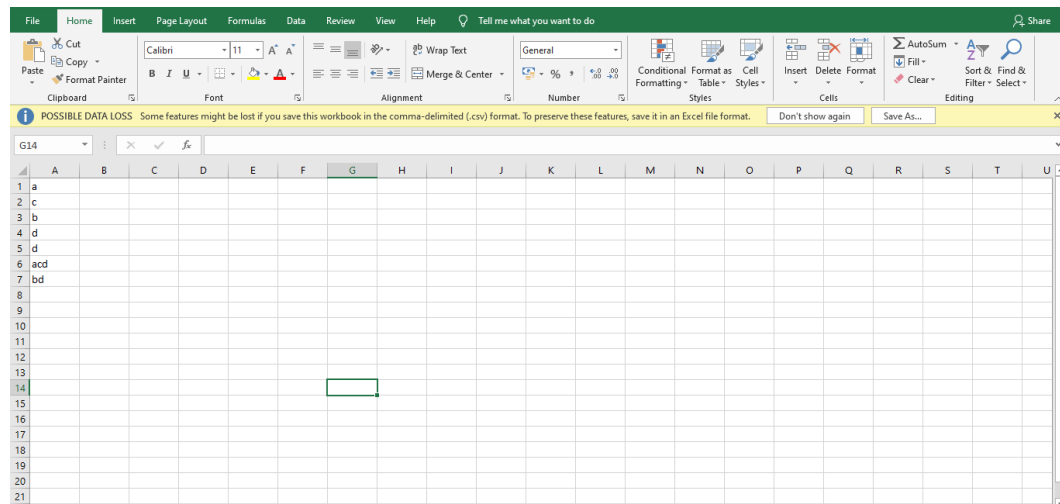 File Home Insert Page Layout Formulas Data Review View Help Tell me what you want to do Share
Cut
Copy
Format Painter
Paste
Clipboard
Calibri 11 A A
B I U A
Font
ab Wrap Text
Merge & Center
Alignment
General
% , .00 .0
Number
Conditional Formatting Format as Table Cell Styles
Styles
Insert Delete Format
Cells
AutoSum
Fill
Clear
Sort & Filter Find & Select
Editing
POSSIBLE DATA LOSS Some features might be lost if you save this workbook in the comma-delimited (.csv) format. To preserve these features, save it in an Excel file format. Don't show again Save As...
G14 fx
A B C D E F G H I J K L M N O P Q R S T U
1 a
2 c
3 b
4 d
5 d
6 acd
7 bd
8
9
10
11
12
13
14
15
16
17
18
19
20
21